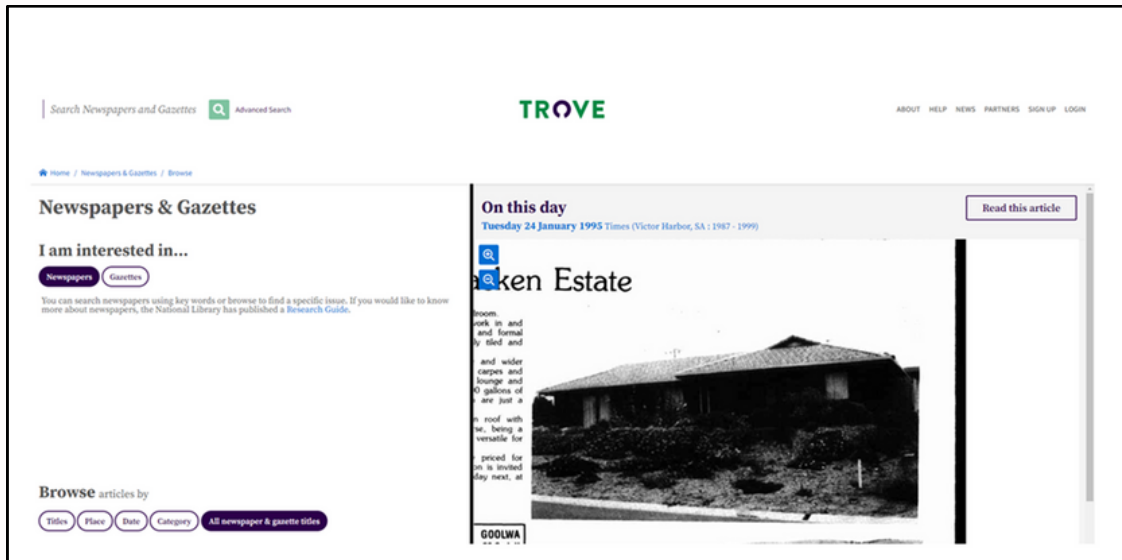 Search Newspapers and Gazettes
Advanced Search
TROVE
ABOUT HELP NEWS PARTNERS SIGN UP LOGIN
Home / Newspapers & Gazettes / Browse
Newspapers & Gazettes
I am interested in...
Newspapers Gazettes
You can search newspapers using key words or browse to find a specific issue. If you would like to know
more about newspapers, the National Library has published a Research Guide.
Browse articles by
Titles Place Date Category All newspaper & gazette titles
On this day
Read this article
Tuesday 24 January 1995 Times (Victor Harbor, SA : 1987 - 1999)
ken Estate
droom.
work in and
and formal
ly tiled and
and wider
carpes and
lounge and
0 gallons of
are just a
n roof with
rse, being a
versatile for
priced for
on is invited
day next, at
GOOLWA